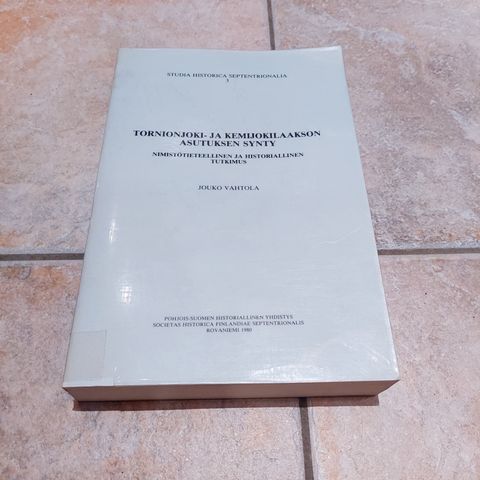 STUDIA HISTORICA SEPTENTRIONALIA
3
TORNIONJOKI- JA KEMIJOKILAAKSON
ASUTUKSEN SYNTY
NIMISTÖTIETEELLINEN JA HISTORIALLINEN
TUTKIMUS
JOUKO VAHTOLA
POHJOIS-SUOMEN HISTORIALLINEN YHDISTYS
SOCIETAS HISTORICA FINLANDIAE SEPTENTRIONALIS
ROVANIEMI 1980